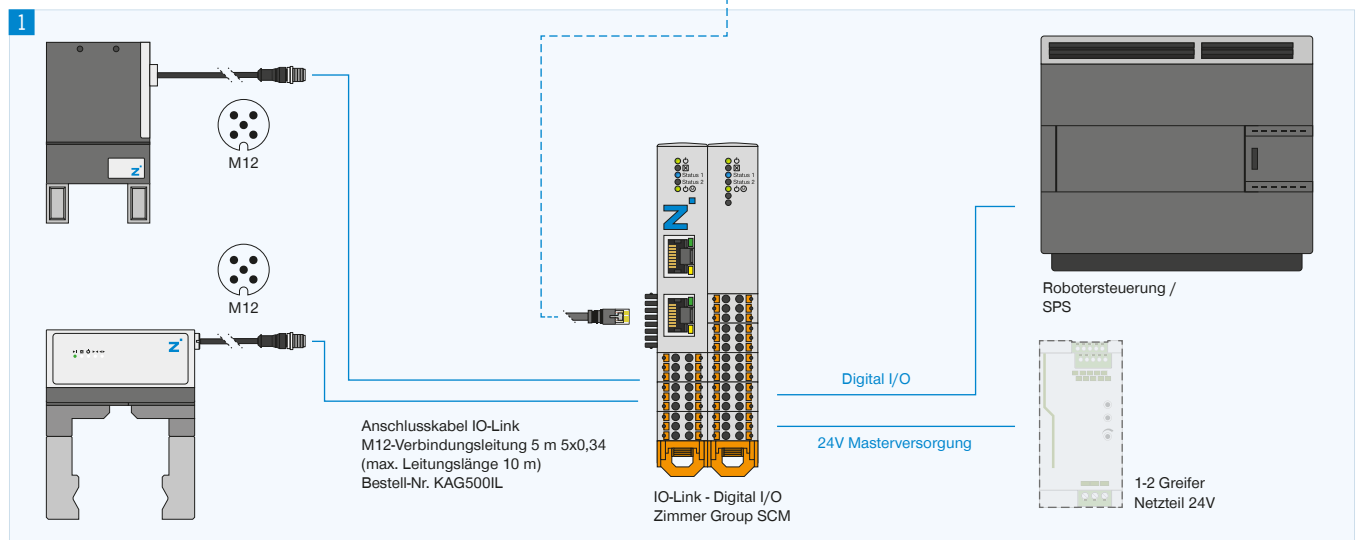 1
M12
M12
Anschlusskabel IO-Link
M12-Verbindungsleitung 5 m 5x0,34
(max. Leitungslänge 10 m)
Bestell-Nr. KAG500IL
Status 1
Status 2
Status 1
Status 2
IO-Link - Digital I/O
Zimmer Group SCM
Digital I/O
24V Masterversorgung
Robotersteuerung /
SPS
1-2 Greifer
Netzteil 24V